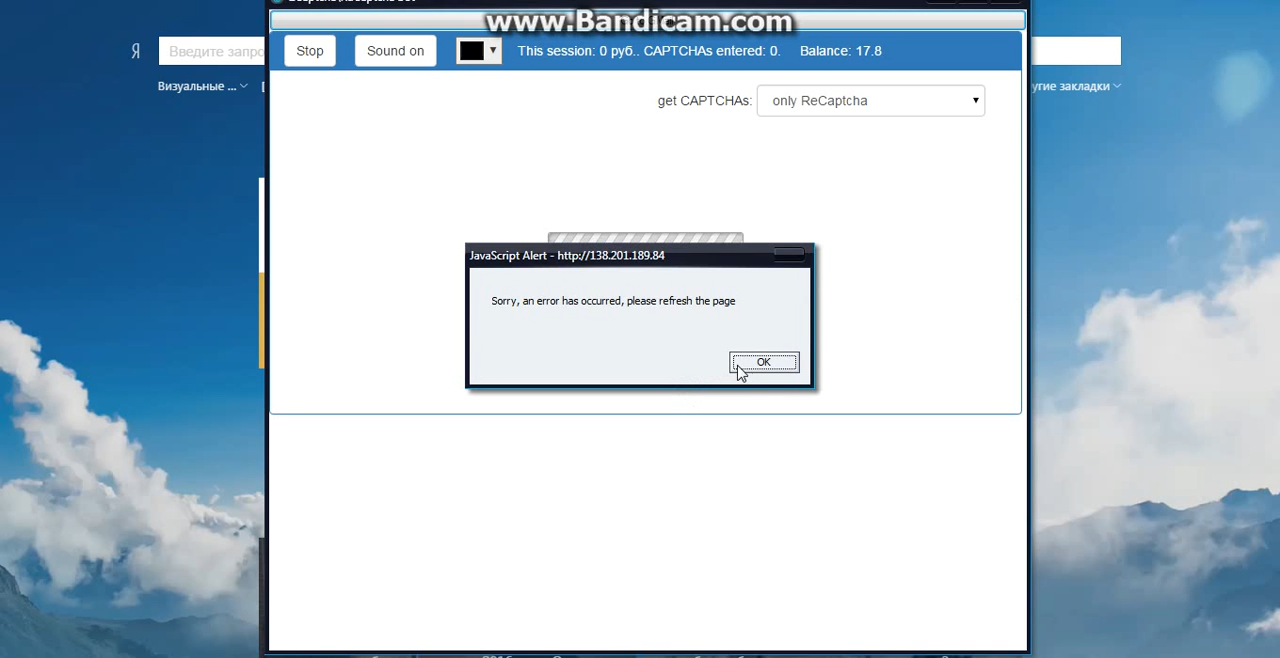 www.Bandicam.com
Я Введите запро
Stop Sound on This session: 0 руб.. CAPTCHAs entered: 0. Balance: 17.8
Визуальные ... угие закладки
get CAPTCHAs: only ReCaptcha
JavaScript Alert - http://138.201.189.84
Sorry, an error has occurred, please refresh the page
OK